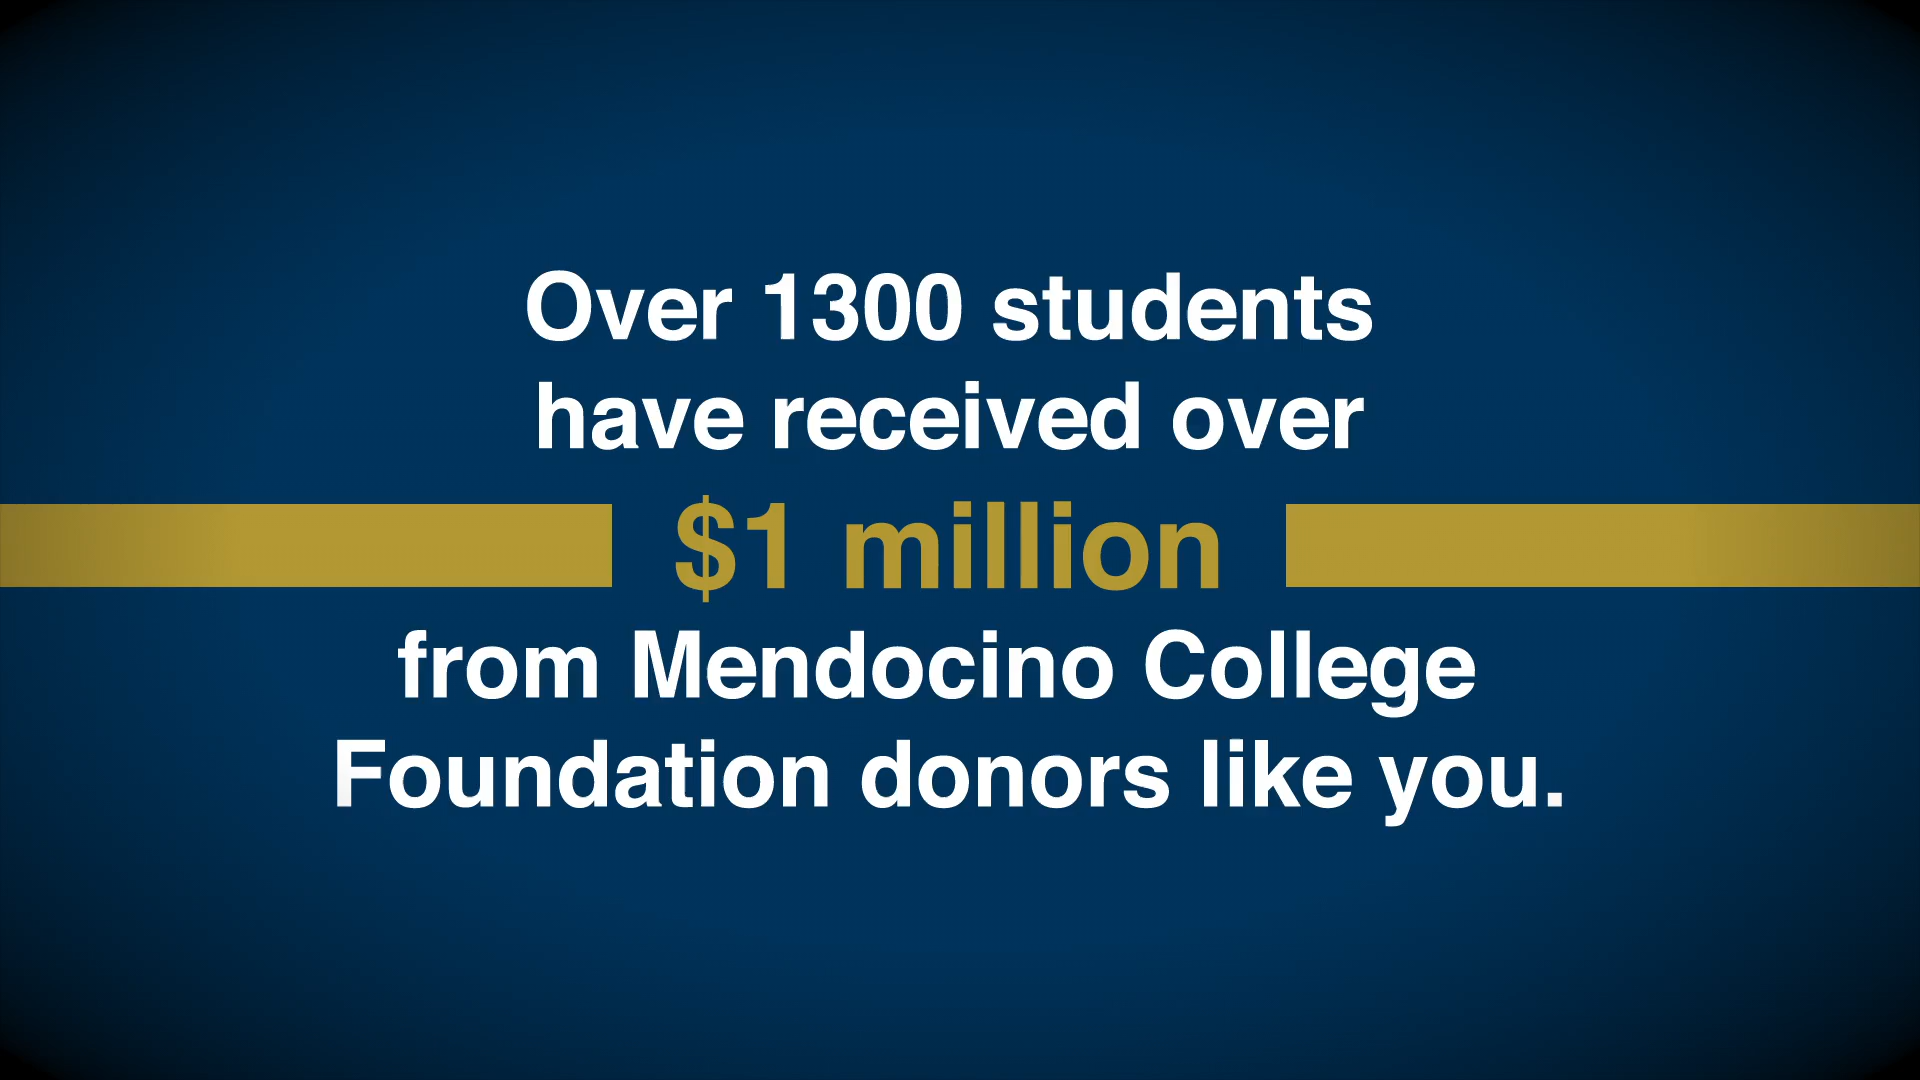 Over 1300 students
have received over
$1 million
from Mendocino College
Foundation donors like you.